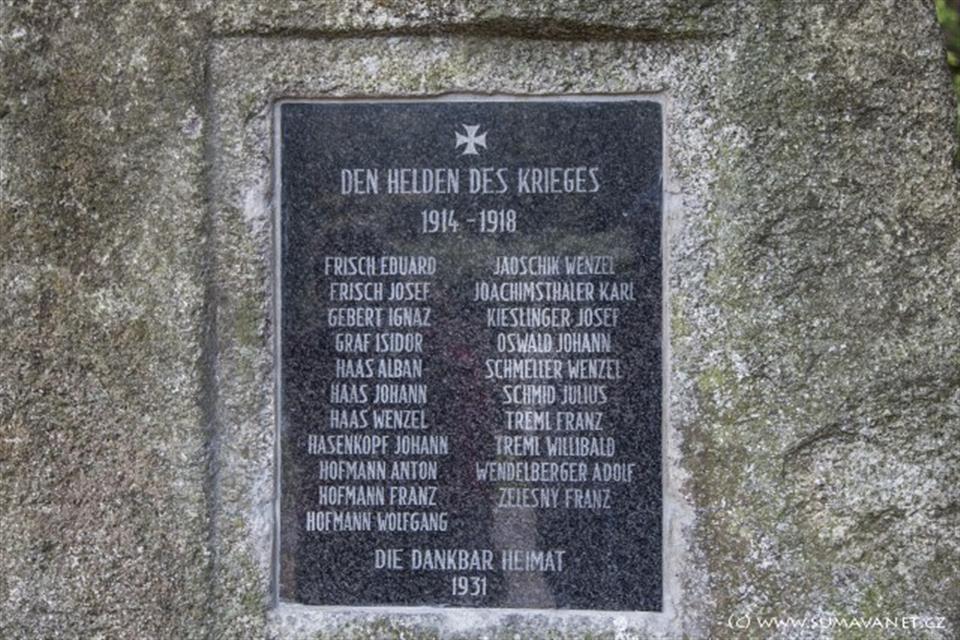 DEN HELDEN DES KRIEGES
1914 - 1918
FRISCH EDUARD
FRISCH JOSEF
GEBERT IGNAZ
GRAF ISIDOR
HAAS ALBAN
HAAS JOHANN
HAAS WENZEL
HASENKOPF JOHANN
HOFMANN ANTON
HOFMANN FRANZ
HOFMANN WOLFGANG
JAOSCHIK WENZEL
JOACHIMSTHALER KARL
KIESLINGER JOSEF
OSWALD JOHANN
SCHMELLER WENZEL
SCHMID JULIUS
TREML FRANZ
TREML WILLIBALD
WENDELBERGER ADOLF
ZELESNY FRANZ
DIE DANKBAR HEIMAT
1931
© WWW.SUMAVANET.CZ